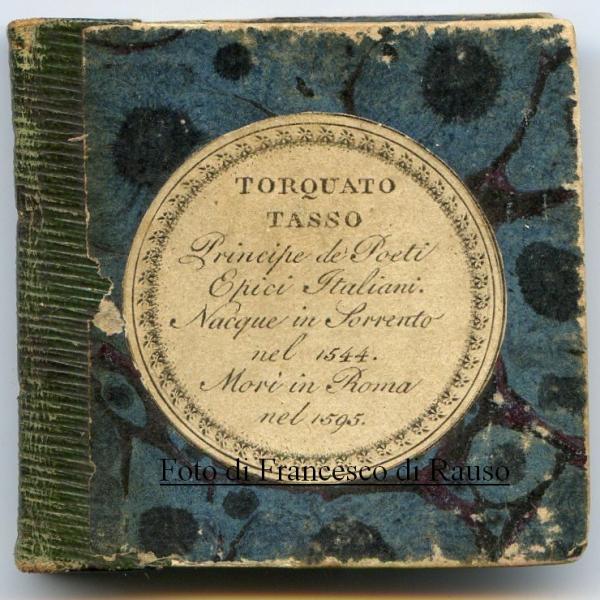 TORQUATO
TASSO
Principe de Poeti
Epici Italiani.
Nacque in Sorrento
nel 1544.
Morì in Roma
nel 1595.
Foto di Francesco di Rauso